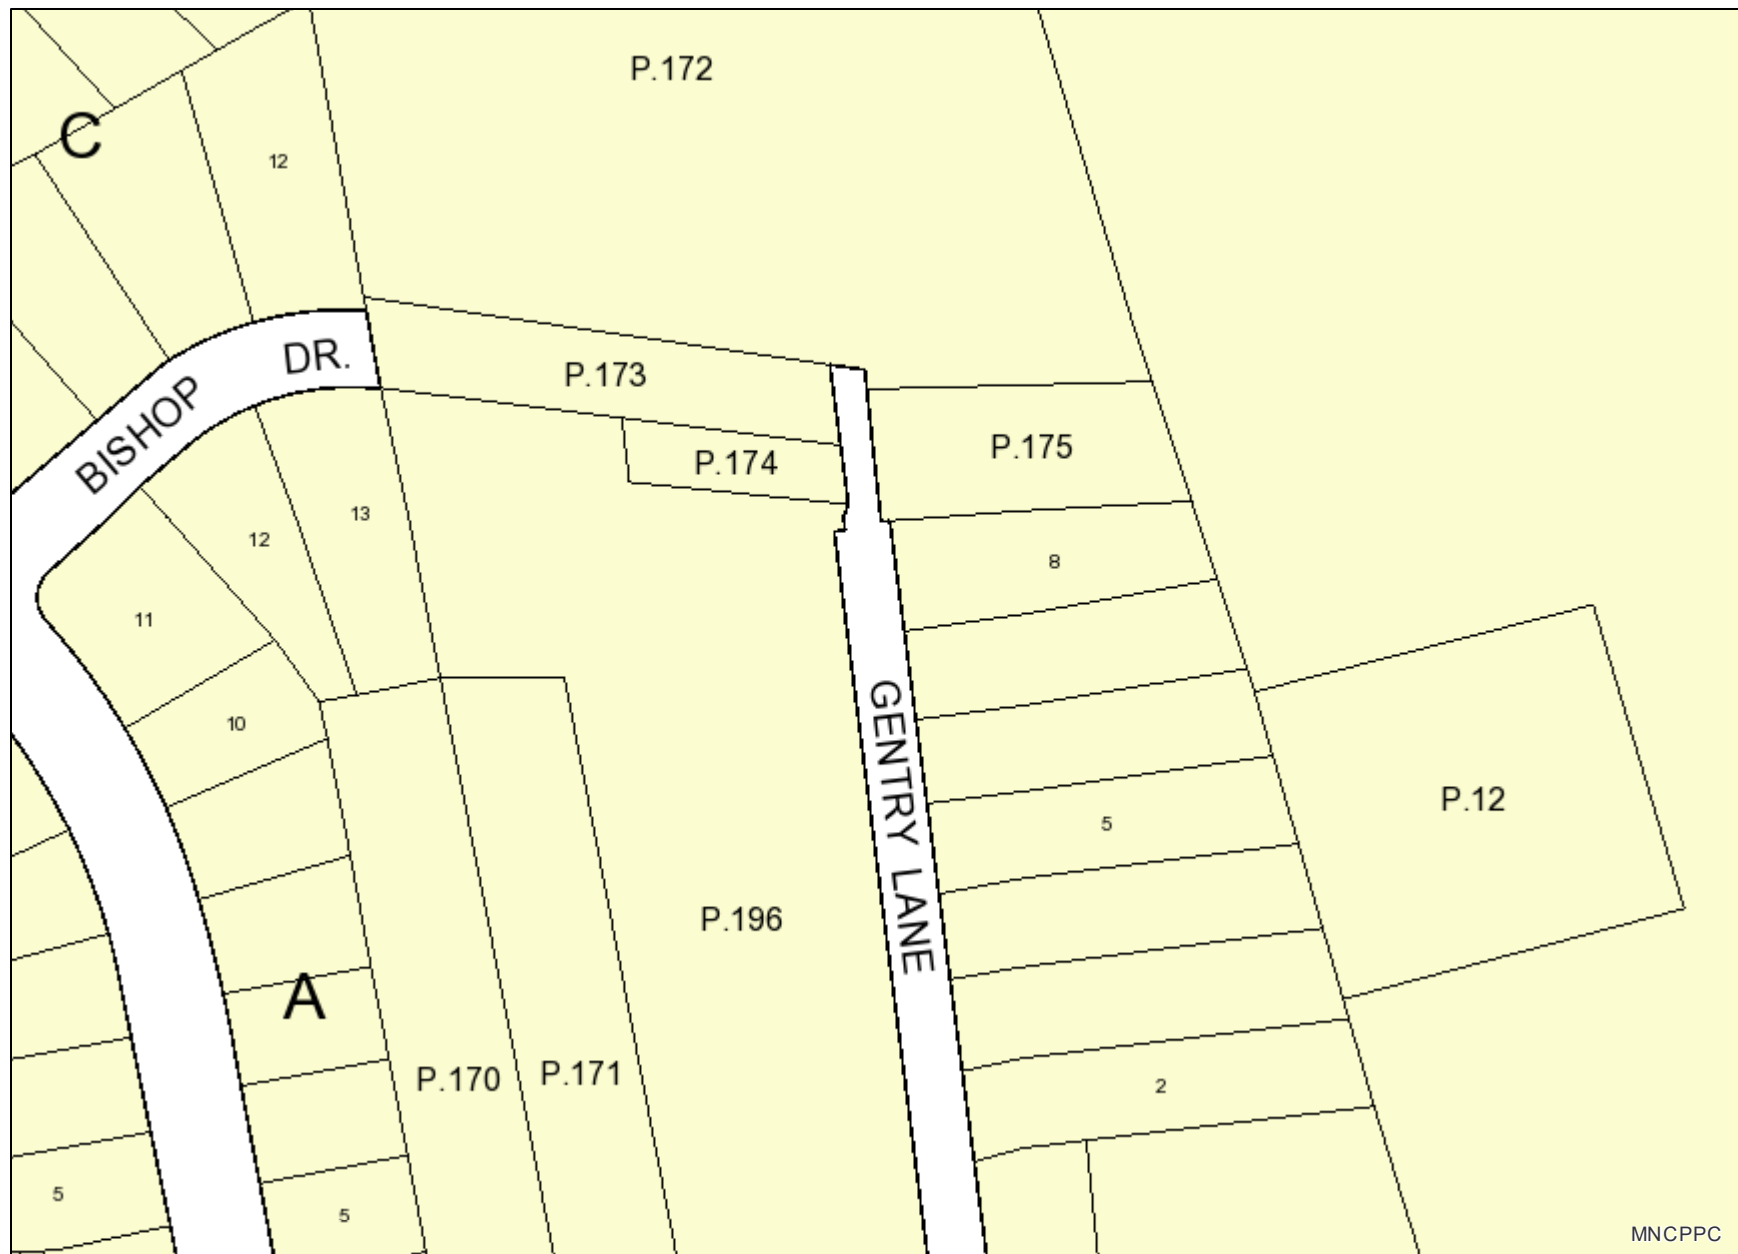 P.172
C
12
DR.
BISHOP
P.173
P.174
P.175
13
12
8
11
10
GENTRY LANE
P.12
5
P.196
A
P.170
P.171
2
5
5
MNCPPC